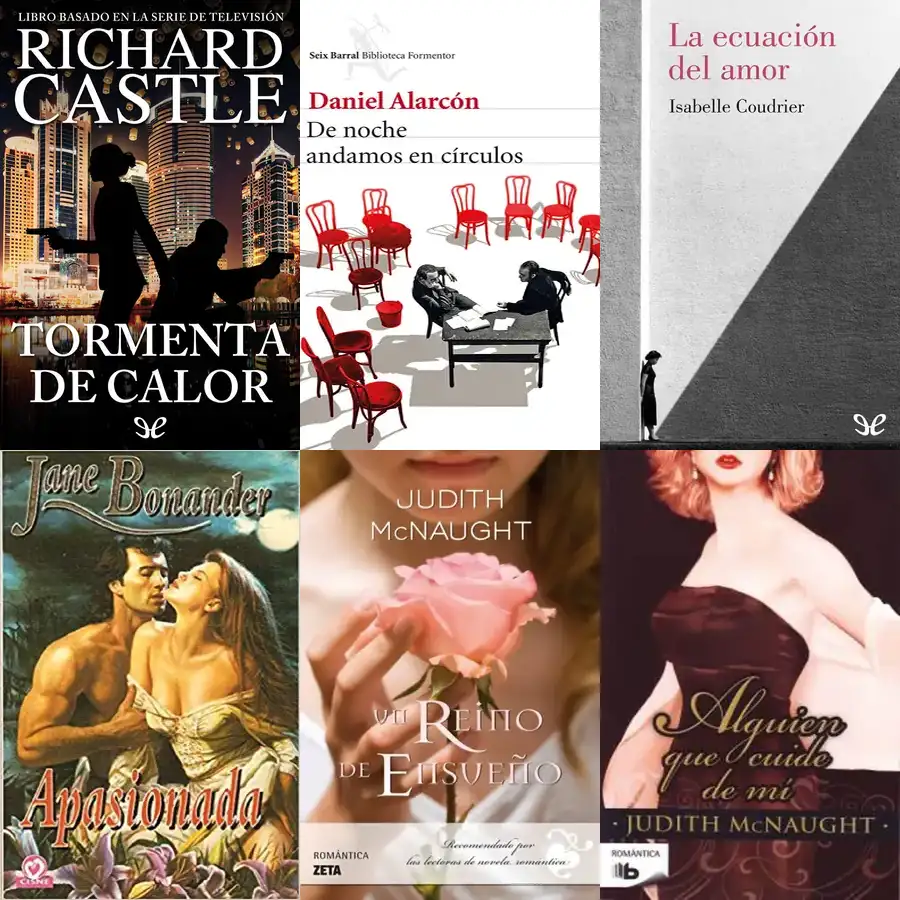 LIBRO BASADO EN LA SERIE DE TELEVISIÓN
RICHARD
CASTLE
TORMENTA
DE CALOR
Seix Barral Biblioteca Formentor
Daniel Alarcón
De noche
andamos en círculos
La ecuación
del amor
Isabelle Coudrier
Jane Bonander
Apasionada
CISNE
JUDITH
McNAUGHT
UN REINO
DE ENSUEÑO
Recomendado por
las lectoras de novela romántica
ROMÁNTICA
ZETA
Alguien
que cuide
de mí
· JUDITH McNAUGHT ·
ROMÁNTICA
B